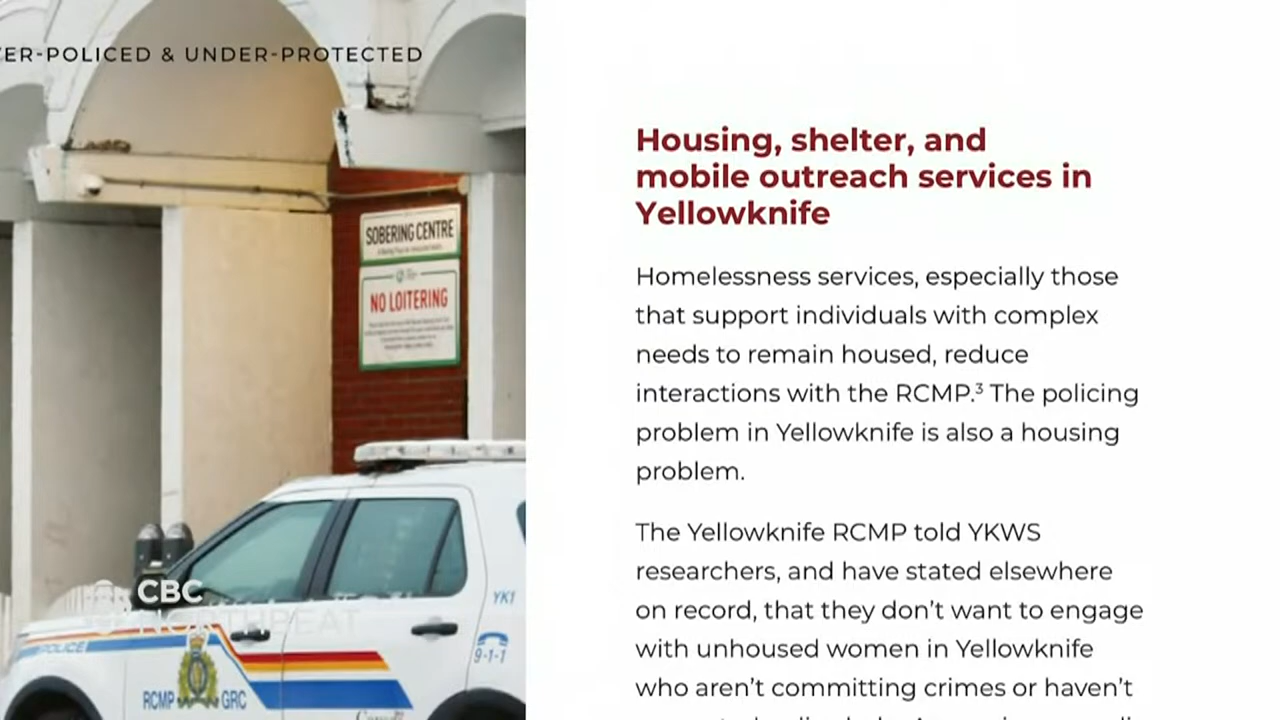 ER-POLICED & UNDER-PROTECTED
SOBERING CENTRE
NO LOITERING
CBC
NORTHBEAT
POLICE
RCMP GRC
YK1
9-1-1
Canada
Housing, shelter, and
mobile outreach services in
Yellowknife
Homelessness services, especially those
that support individuals with complex
needs to remain housed, reduce
interactions with the RCMP.³ The policing
problem in Yellowknife is also a housing
problem.
The Yellowknife RCMP told YKWS
researchers, and have stated elsewhere
on record, that they don’t want to engage
with unhoused women in Yellowknife
who aren’t committing crimes or haven’t